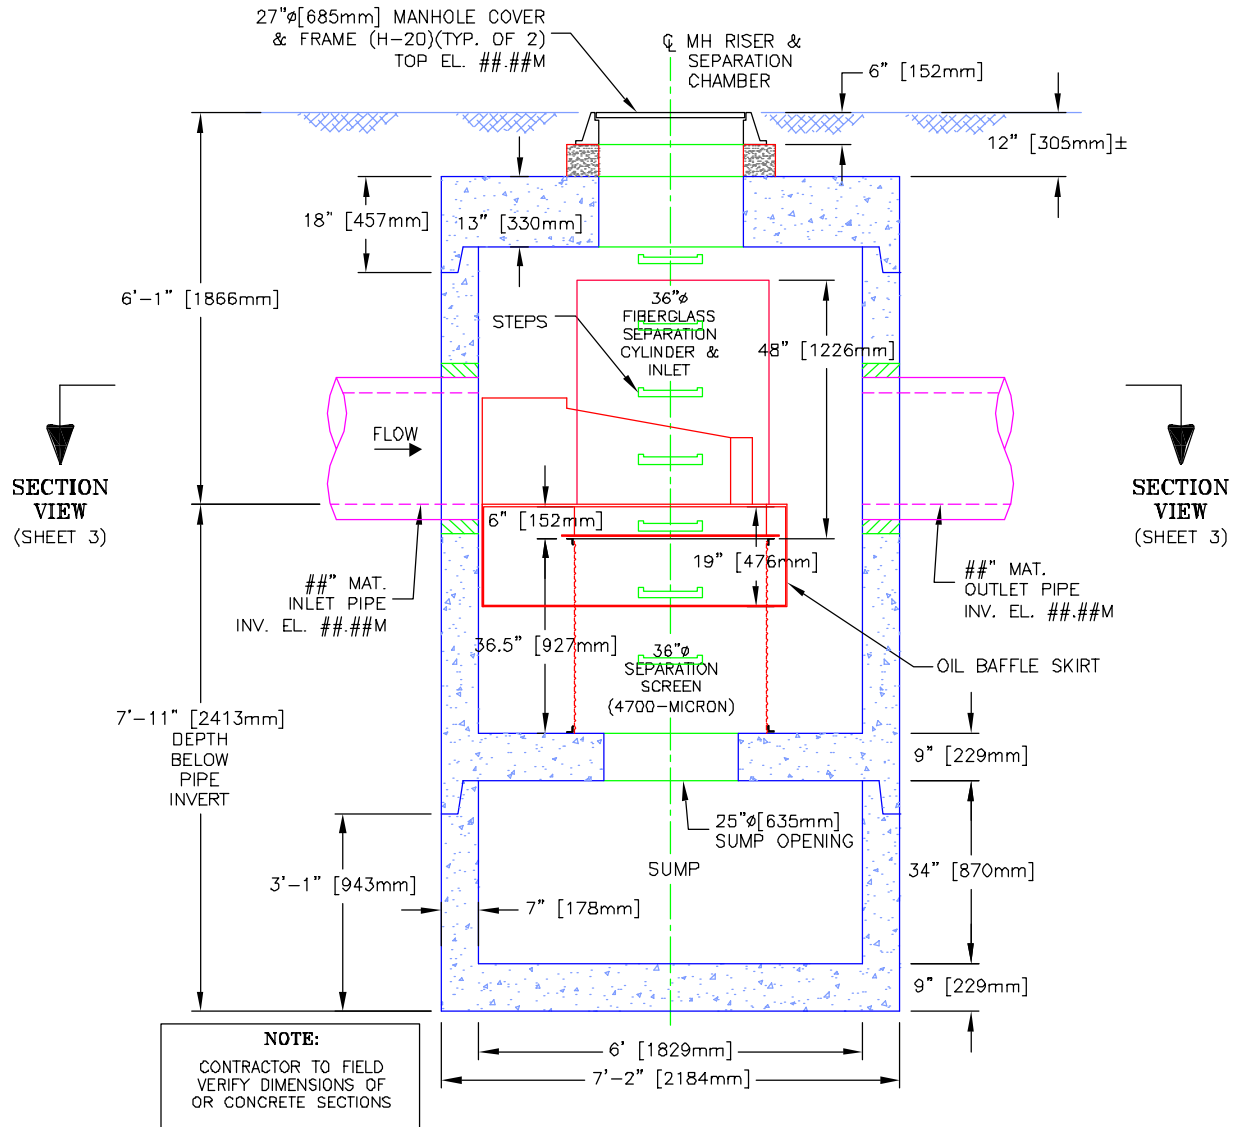 27"ø[685mm] MANHOLE COVER
& FRAME (H-20)(TYP. OF 2)
TOP EL. ##.##M
℄ MH RISER &
SEPARATION
CHAMBER
6" [152mm]
12" [305mm]±
18" [457mm]
13" [330mm]
6'-1" [1866mm]
STEPS
36"ø
FIBERGLASS
SEPARATION
CYLINDER &
INLET
48" [1226mm]
FLOW
SECTION
VIEW
(SHEET 3)
SECTION
VIEW
(SHEET 3)
6" [152mm]
19" [476mm]
##" MAT.
INLET PIPE
INV. EL. ##.##M
##" MAT.
OUTLET PIPE
INV. EL. ##.##M
36.5" [927mm]
36"ø
SEPARATION
SCREEN
(4700-MICRON)
OIL BAFFLE SKIRT
7'-11" [2413mm]
DEPTH
BELOW
PIPE
INVERT
9" [229mm]
25"ø[635mm]
SUMP OPENING
SUMP
34" [870mm]
3'-1" [943mm]
7" [178mm]
9" [229mm]
6' [1829mm]
7'-2" [2184mm]
NOTE:
CONTRACTOR TO FIELD
VERIFY DIMENSIONS OF
OR CONCRETE SECTIONS